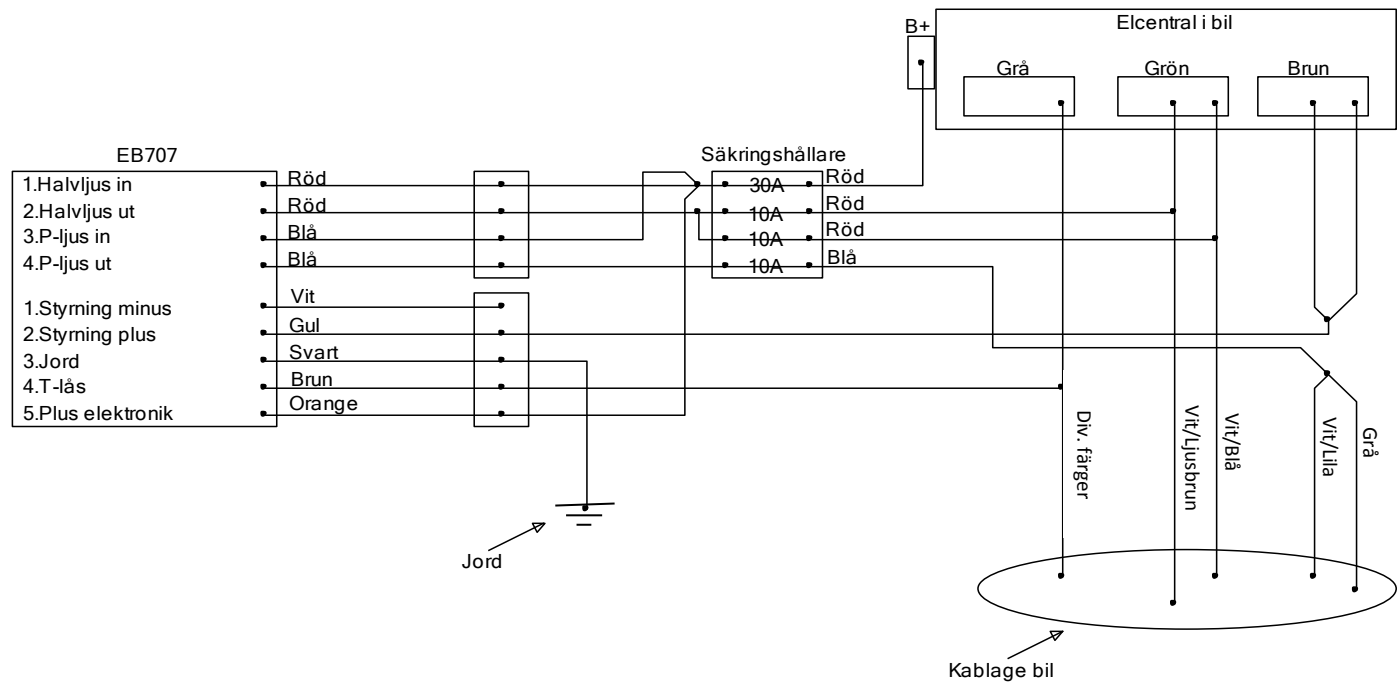 Elcentral i bil
B+
Grå
Grön
Brun
EB707
Säkringshållare
1.Halvljus in
Röd
30A
Röd
2.Halvljus ut
Röd
10A
Röd
3.P-ljus in
Blå
10A
Röd
4.P-ljus ut
Blå
10A
Blå
1.Styrning minus
Vit
2.Styrning plus
Gul
3.Jord
Svart
4.T-lås
Brun
5.Plus elektronik
Orange
Div. färger
Vit/Ljusbrun
Vit/Blå
Vit/Lila
Grå
Jord
Kablage bil